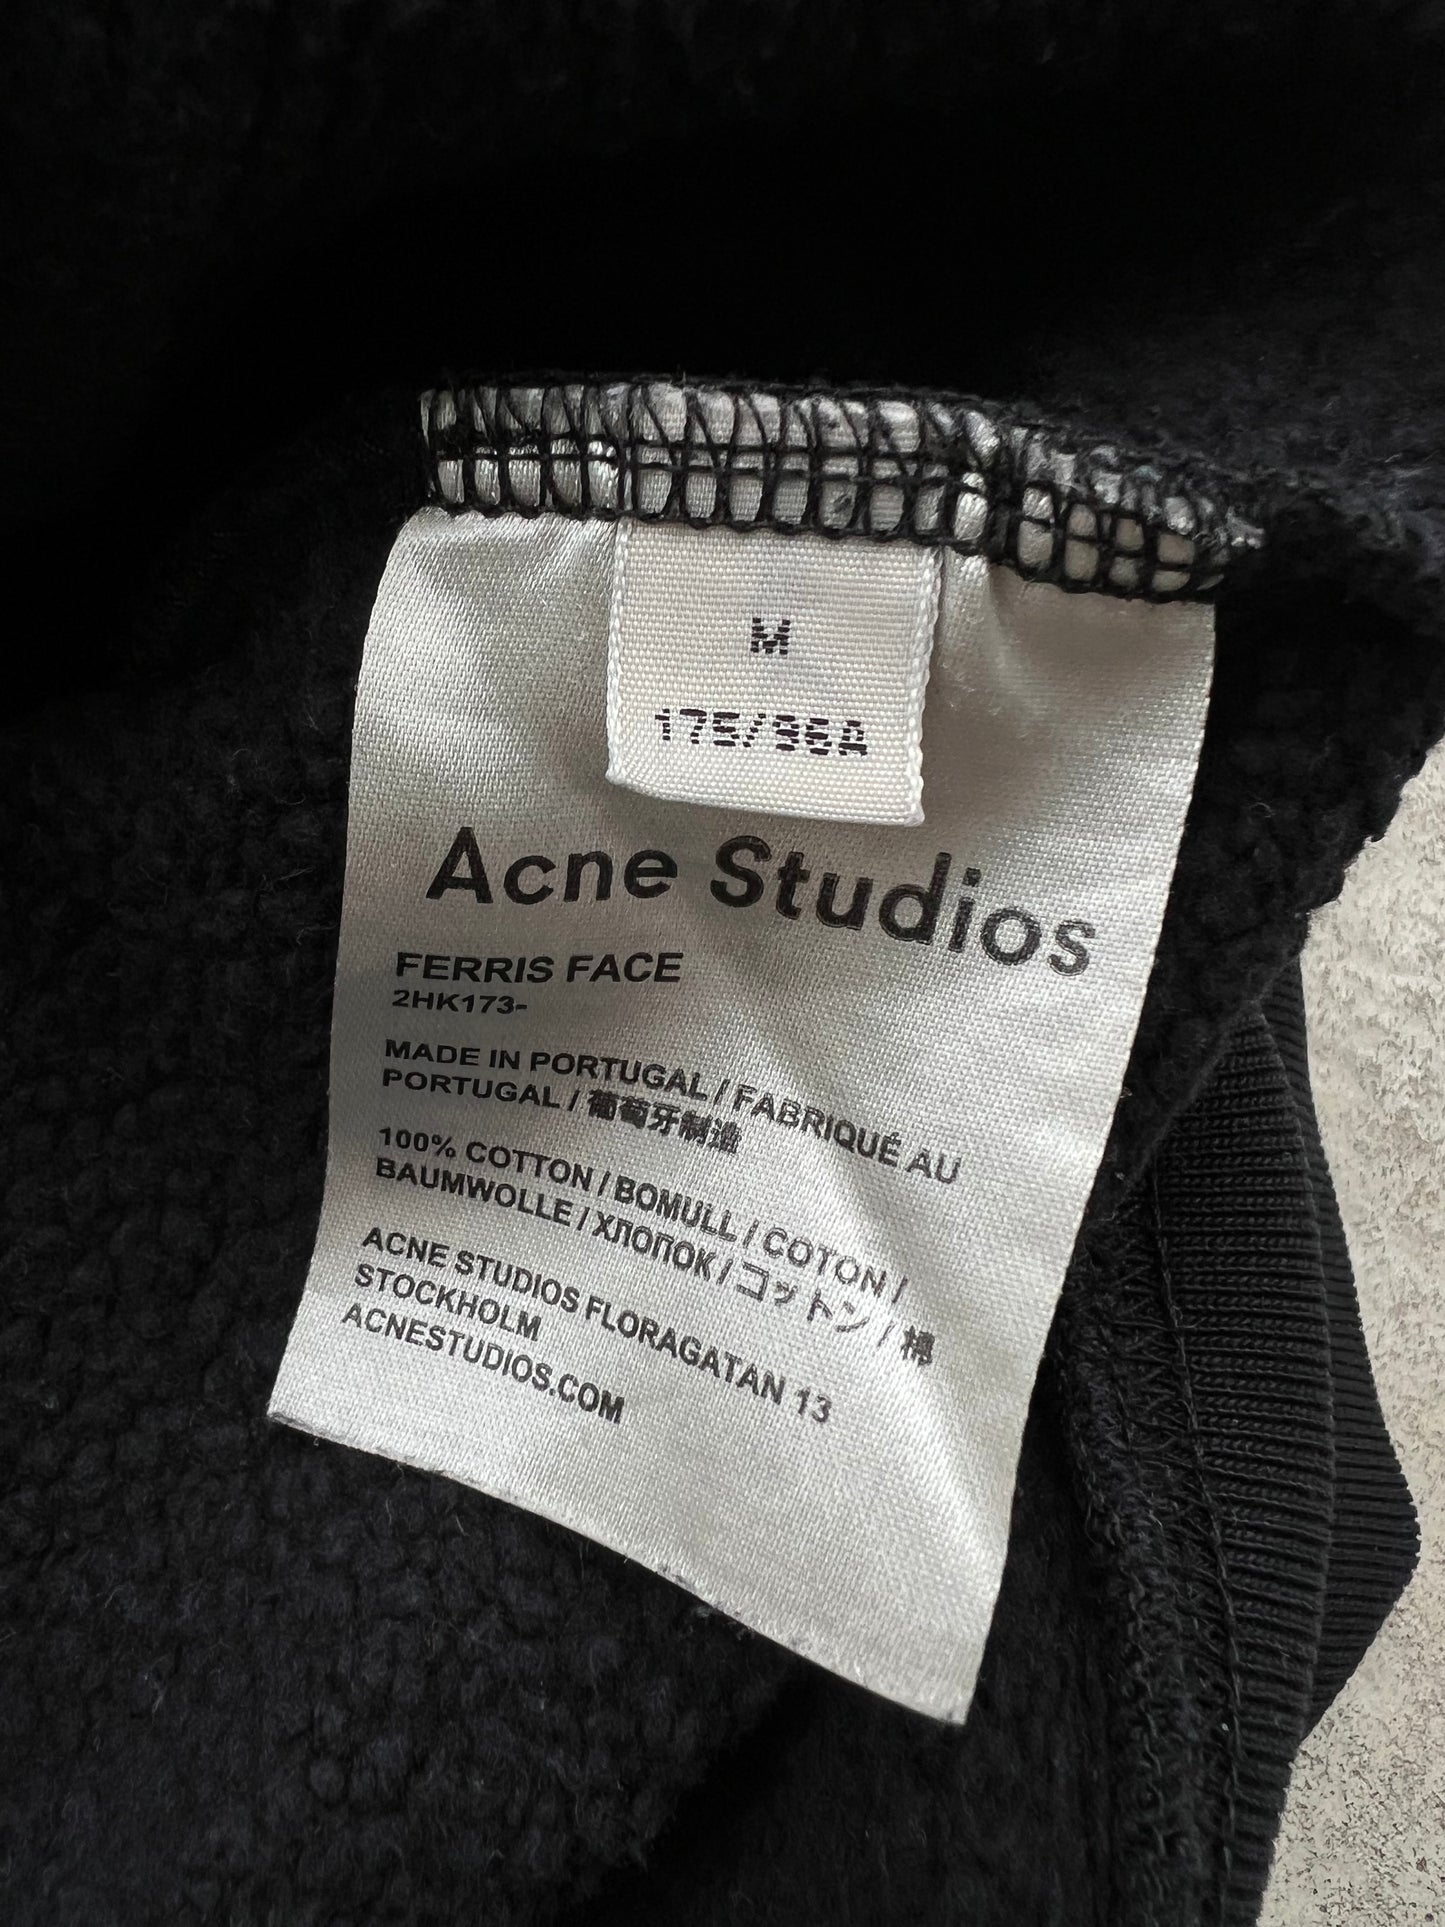 M
175/96A
Acne Studios
FERRIS FACE
2HK173-
MADE IN PORTUGAL / FABRIQUÉ AU
PORTUGAL / 葡萄牙制造
100% COTTON / BOMULL / COTON /
BAUMWOLLE / ХЛОПОК / コットン / 棉
ACNE STUDIOS FLORAGATAN 13
STOCKHOLM
ACNESTUDIOS.COM